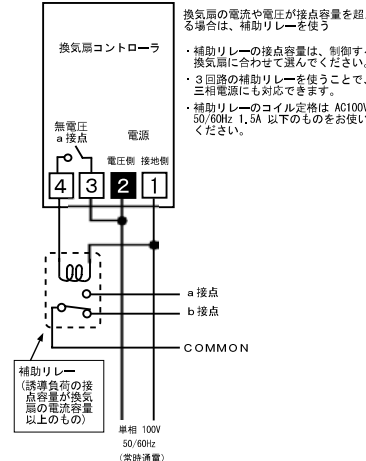 換気扇の電流や電圧が接点容量を超
る場合は、補助リレーを使う
・補助リレーの接点容量は、制御す
換気扇に合わせて選んでください。
・３回路の補助リレーを使うことで、
三相電源にも対応できます。
・補助リレーのコイル定格は AC100V
50/60Hz 1.5A 以下のものをお使い
ください。
換気扇コントローラ
無電圧
a 接点
電源
電圧側 接地側
4 3 2 1
a 接点
b 接点
COMMON
補助リレー
(誘導負荷の接
点容量が換気
扇の電流容量
以上のもの)
単相 100V
50/60Hz
(常時通電)